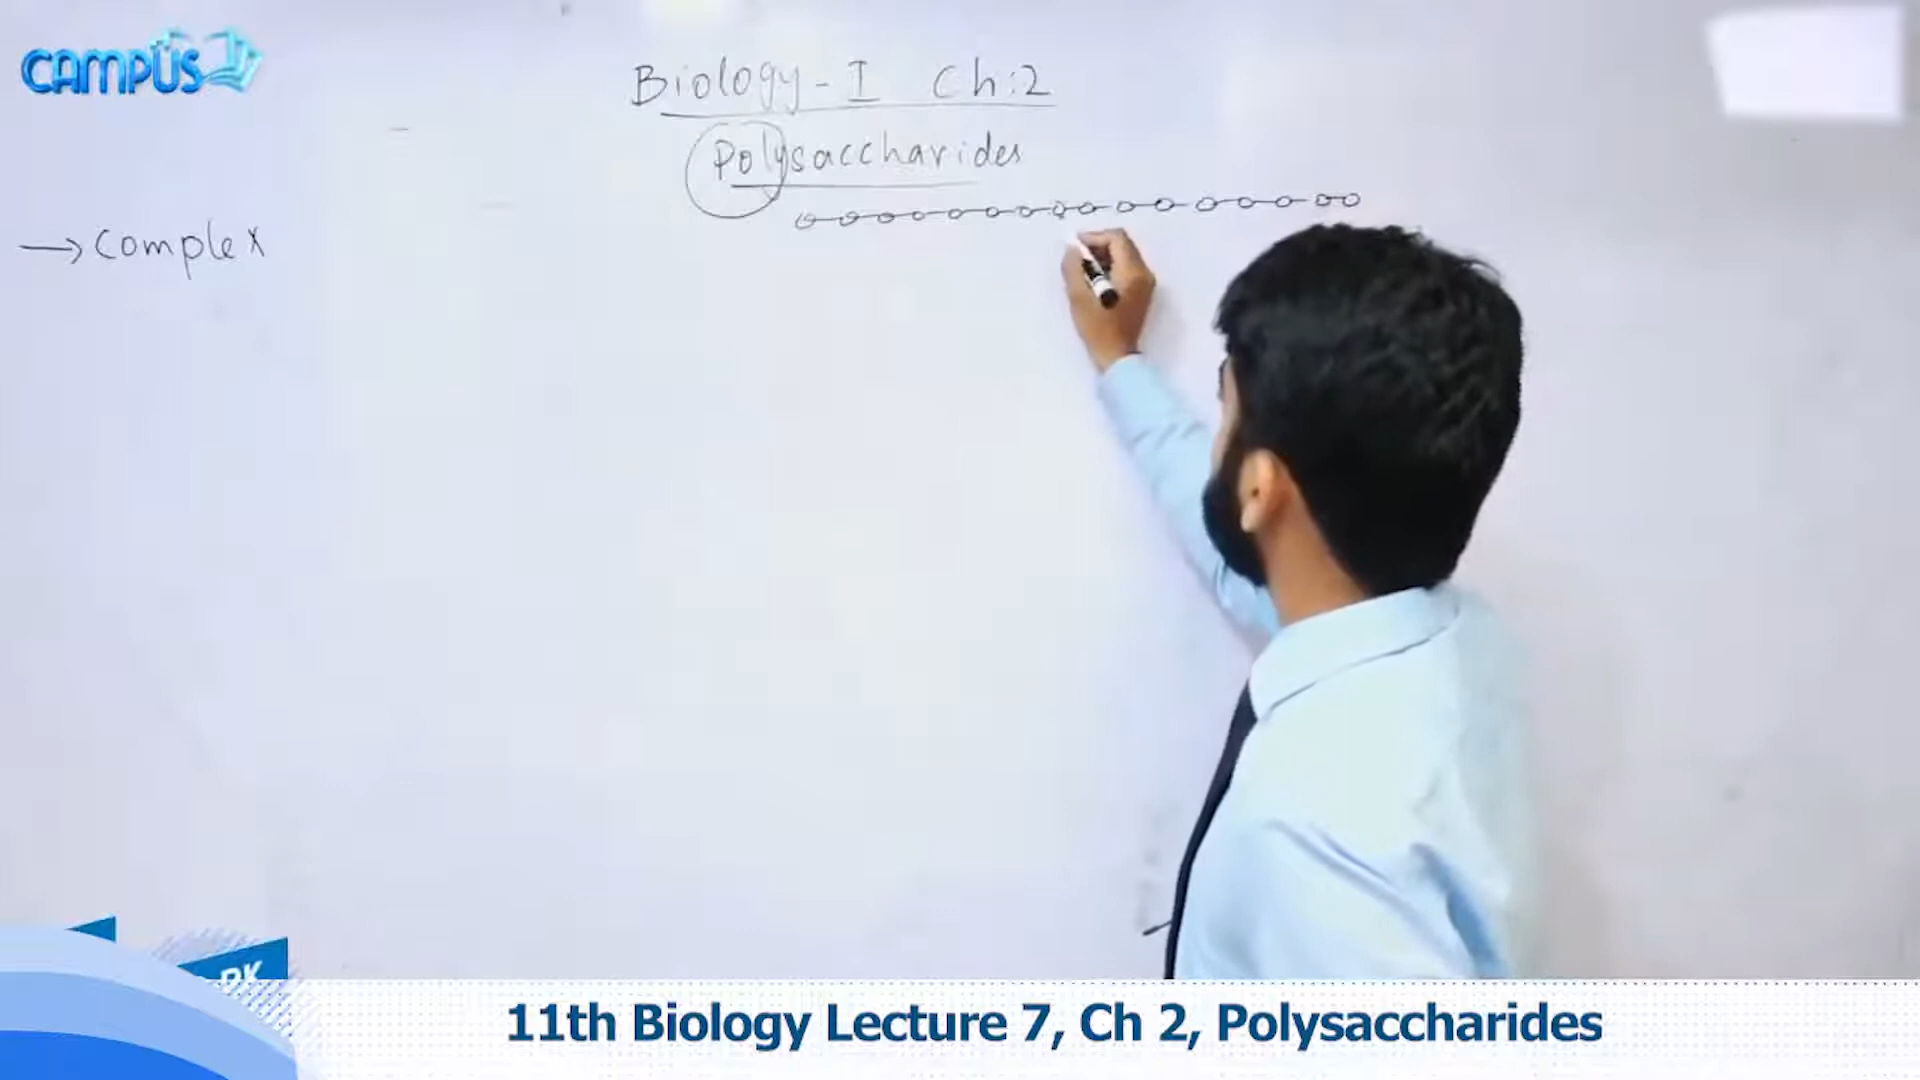 CAMPUS
Biology - I Ch:2
Polysaccharides
→ Complex
11th Biology Lecture 7, Ch 2, Polysaccharides